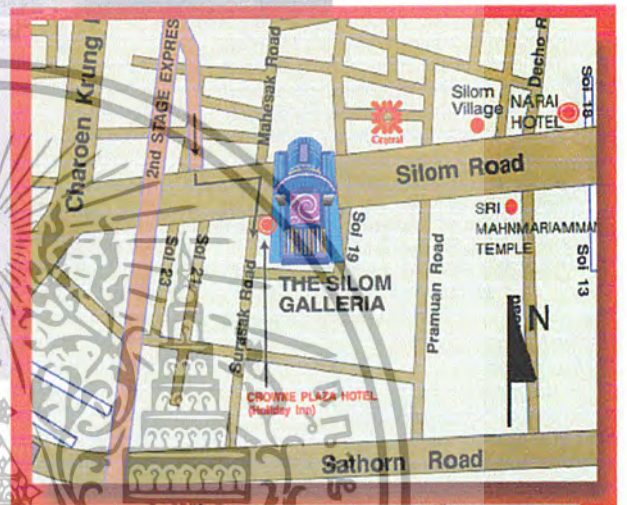 Charoen Krung
2nd STAGE EXPRES
Mahesak Road
Central
Silom
Village
NARAI
HOTEL
Decho R
Soi 18
Silom Road
SRI
MAHNMARIAMMAN
TEMPLE
Soi 13
Soi 19
Soi 23
Soi 21
THE SILOM
GALLERIA
Surasak Road
Pramuan Road
N
CROWNE PLAZA HOTEL
(Holiday Inn)
Sathorn Road